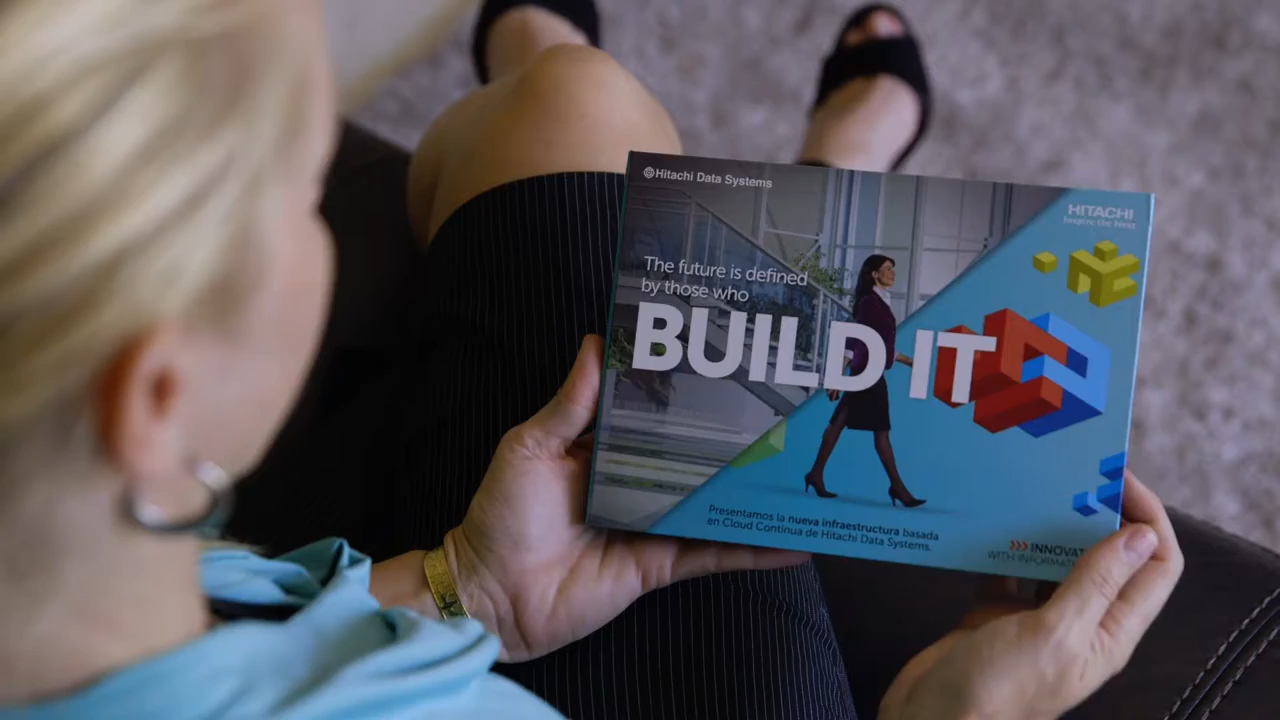 Hitachi Data Systems
HITACHI
Inspire the Next
The future is defined
by those who
BUILD IT
Presentamos la nueva infraestructura basada
en Cloud Continua de Hitachi Data Systems.
INNOVAT
WITH INFORMAT